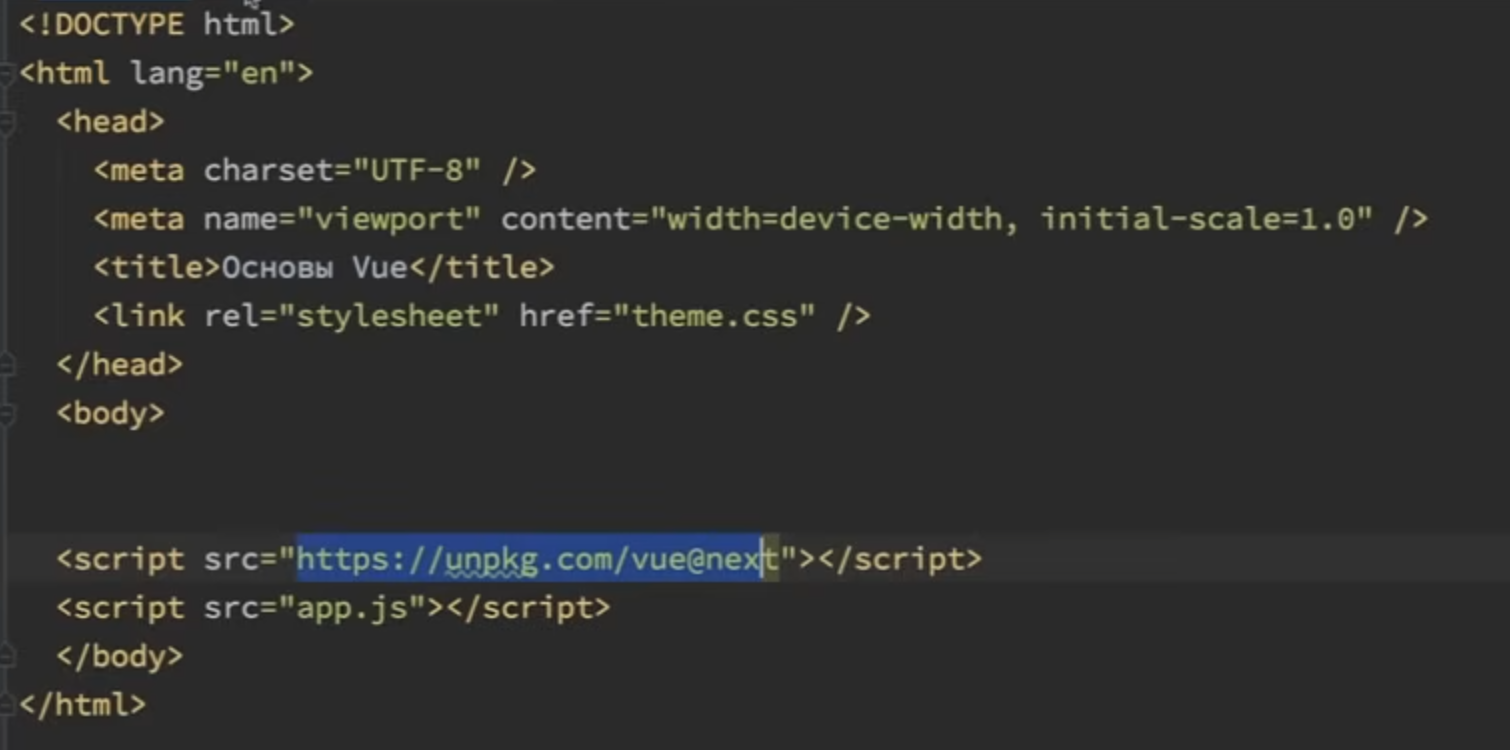 <!DOCTYPE html>
<html lang="en">
<head>
<meta charset="UTF-8" />
<meta name="viewport" content="width=device-width, initial-scale=1.0" />
<title>Основы Vue</title>
<link rel="stylesheet" href="theme.css" />
</head>
<body>
<script src="https://unpkg.com/vue@next"></script>
<script src="app.js"></script>
</body>
</html>